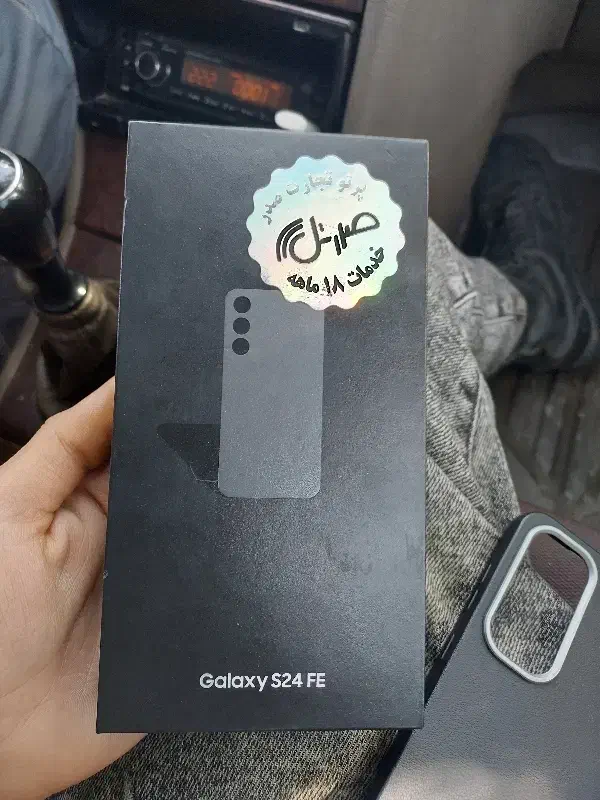 پرتو تجارت صدر
صدرتل
خدمات ۱۸ ماهه
Galaxy S24 FE